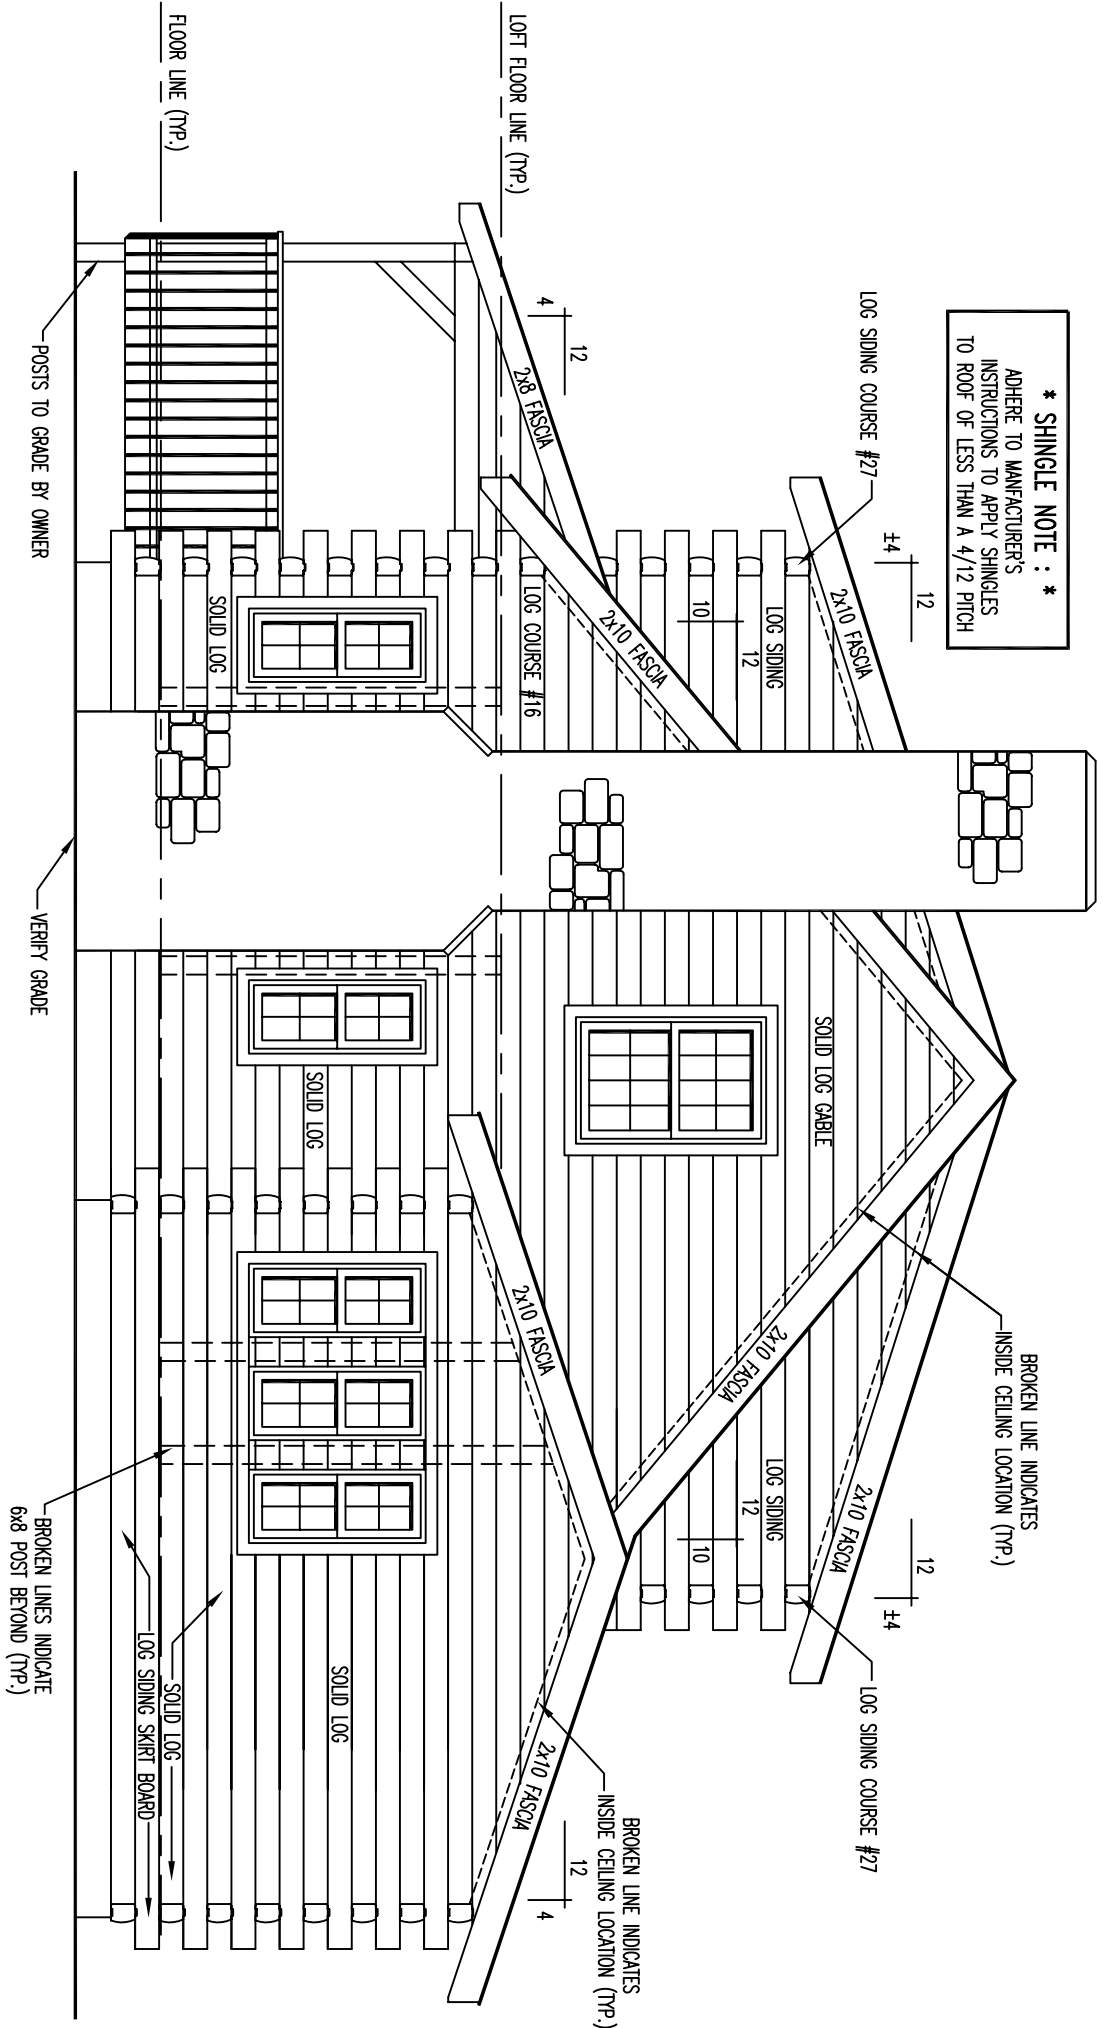 * SHINGLE NOTE : *
ADHERE TO MANFACTURER'S
INSTRUCTIONS TO APPLY SHINGLES
TO ROOF OF LESS THAN A 4/12 PITCH
BROKEN LINE INDICATES
INSIDE CEILING LOCATION (TYP.)
12
±4
12
±4
LOG SIDING COURSE #27
LOG SIDING COURSE #27
2x10 FASCIA
2x10 FASCIA
LOG SIDING
12
10
SOLID LOG GABLE
LOG SIDING
12
10
2x10 FASCIA
2x10 FASCIA
BROKEN LINE INDICATES
INSIDE CEILING LOCATION (TYP.)
12
4
12
4
2x8 FASCIA
2x10 FASCIA
2x10 FASCIA
LOFT FLOOR LINE (TYP.)
LOG COURSE #16
SOLID LOG
SOLID LOG
SOLID LOG
FLOOR LINE (TYP.)
SOLID LOG
LOG SIDING SKIRT BOARD
POSTS TO GRADE BY OWNER
VERIFY GRADE
BROKEN LINES INDICATE
6x8 POST BEYOND (TYP.)